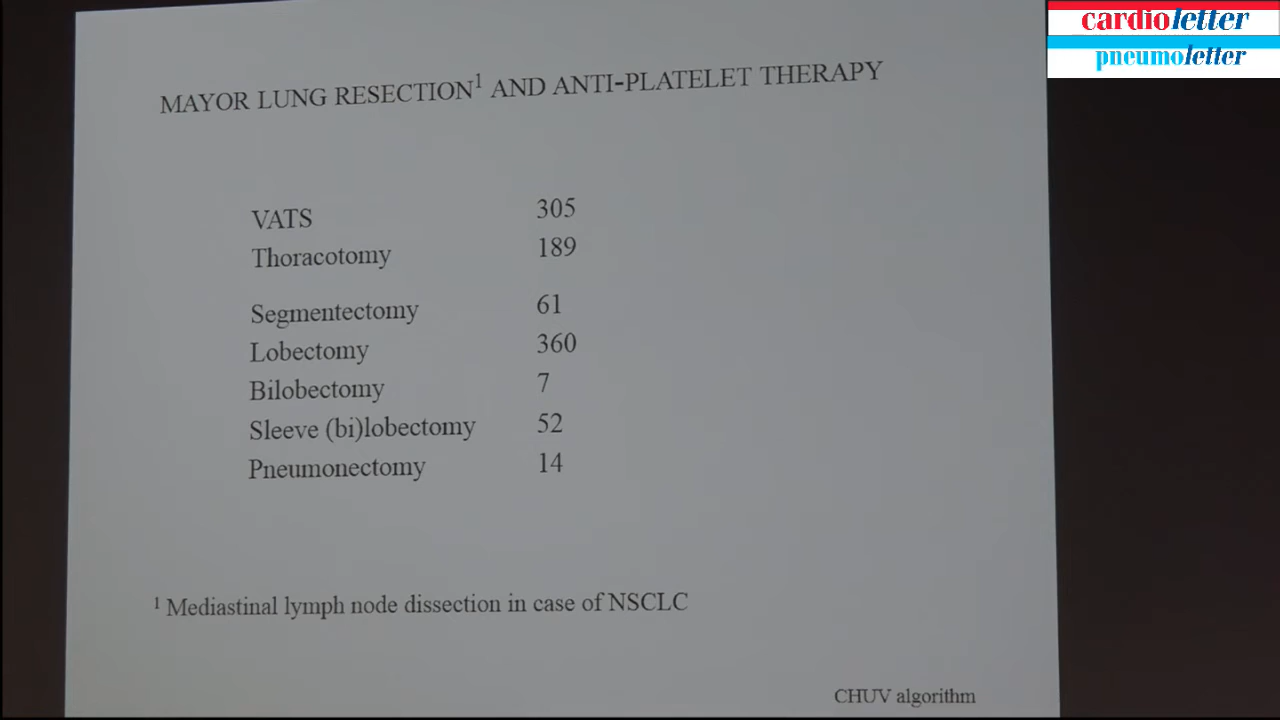 cardioletter
pneumoletter
MAYOR LUNG RESECTION¹ AND ANTI-PLATELET THERAPY
VATS 305
Thoracotomy 189
Segmentectomy 61
Lobectomy 360
Bilobectomy 7
Sleeve (bi)lobectomy 52
Pneumonectomy 14
¹ Mediastinal lymph node dissection in case of NSCLC
CHUV algorithm